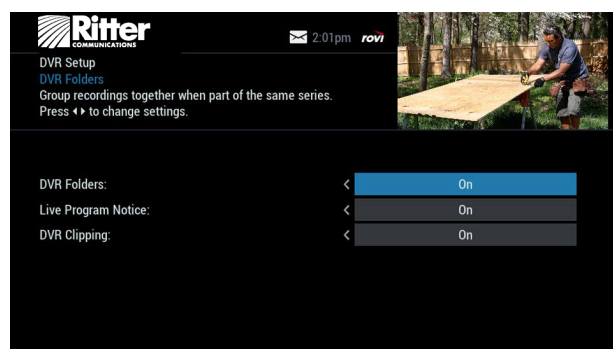 Ritter
COMMUNICATIONS
2:01pm rovi
DVR Setup
DVR Folders
Group recordings together when part of the same series.
Press ◂▸ to change settings.
DVR Folders: < On
Live Program Notice: < On
DVR Clipping: < On